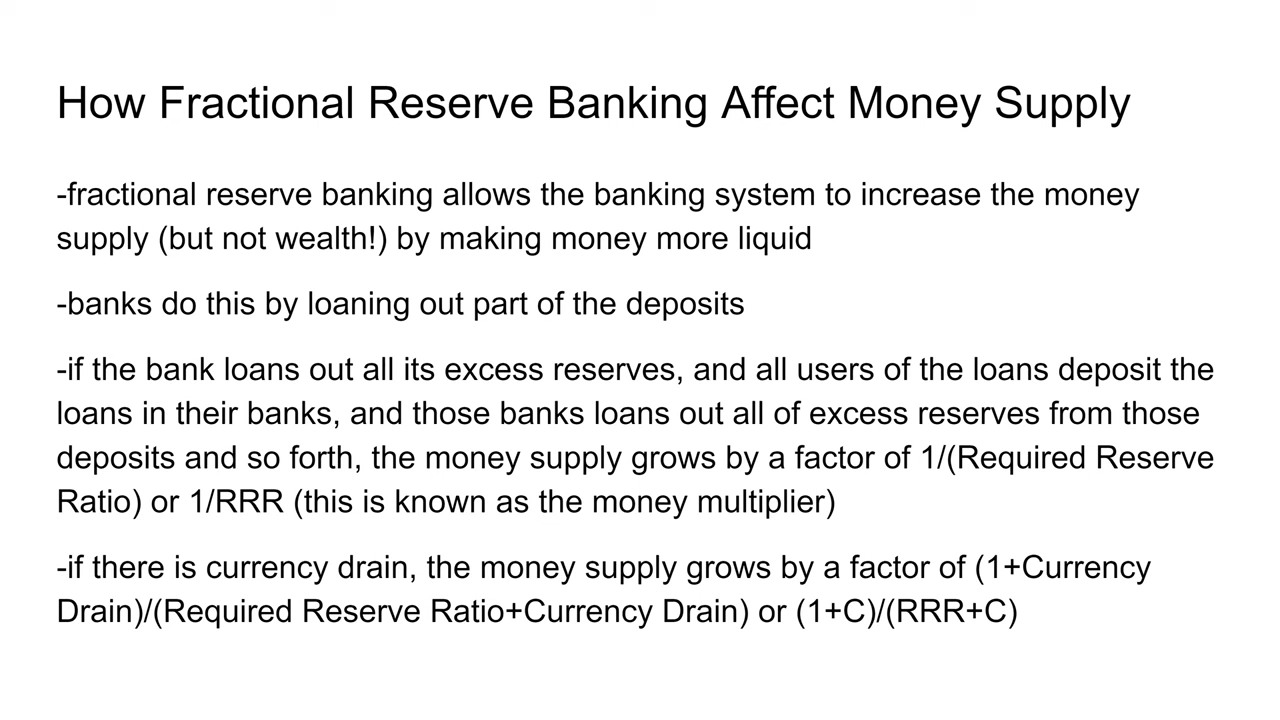 How Fractional Reserve Banking Affect Money Supply
-fractional reserve banking allows the banking system to increase the money
supply (but not wealth!) by making money more liquid
-banks do this by loaning out part of the deposits
-if the bank loans out all its excess reserves, and all users of the loans deposit the
loans in their banks, and those banks loans out all of excess reserves from those
deposits and so forth, the money supply grows by a factor of 1/(Required Reserve
Ratio) or 1/RRR (this is known as the money multiplier)
-if there is currency drain, the money supply grows by a factor of (1+Currency
Drain)/(Required Reserve Ratio+Currency Drain) or (1+C)/(RRR+C)